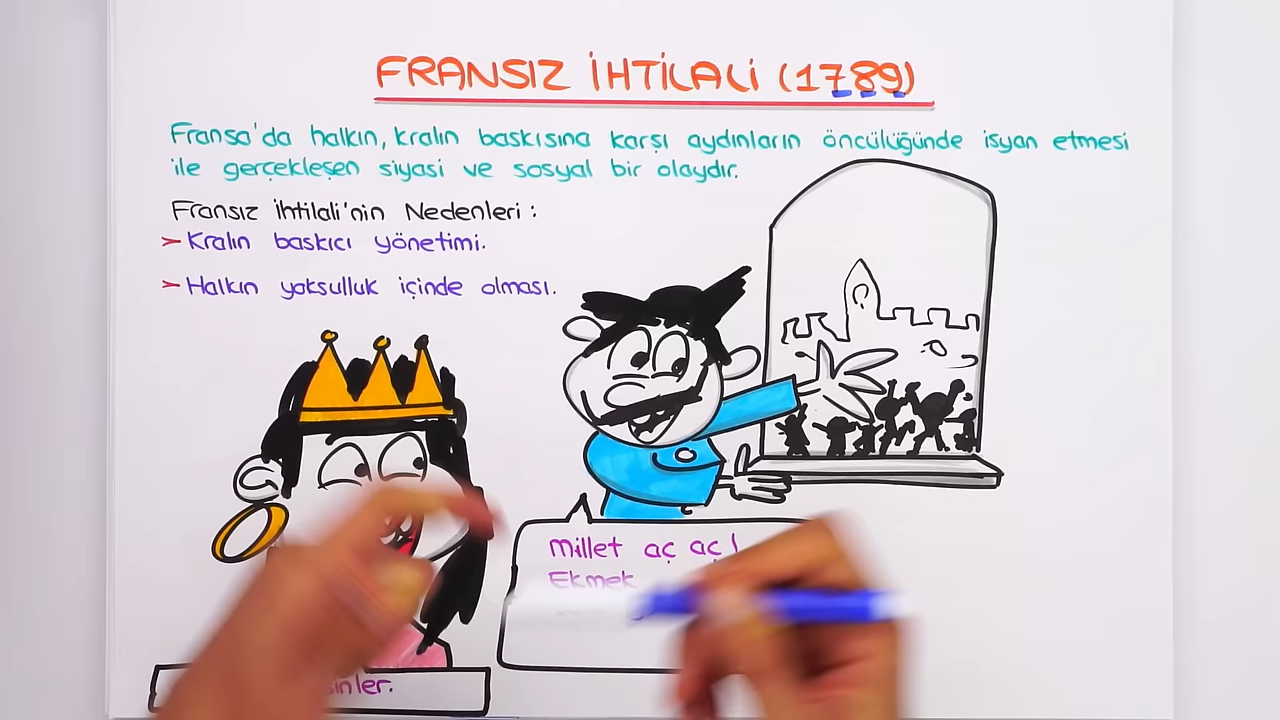 FRANSIZ İHTİLALİ (1789)
Fransa'da halkın, kralın baskısına karşı aydınların öncülüğünde isyan etmesi
ile gerçekleşen siyasi ve sosyal bir olaydır.
Fransız İhtilali'nin Nedenleri:
➤ Kralın baskıcı yönetimi.
➤ Halkın yoksulluk içinde olması.
Millet aç aç!
Ekmek